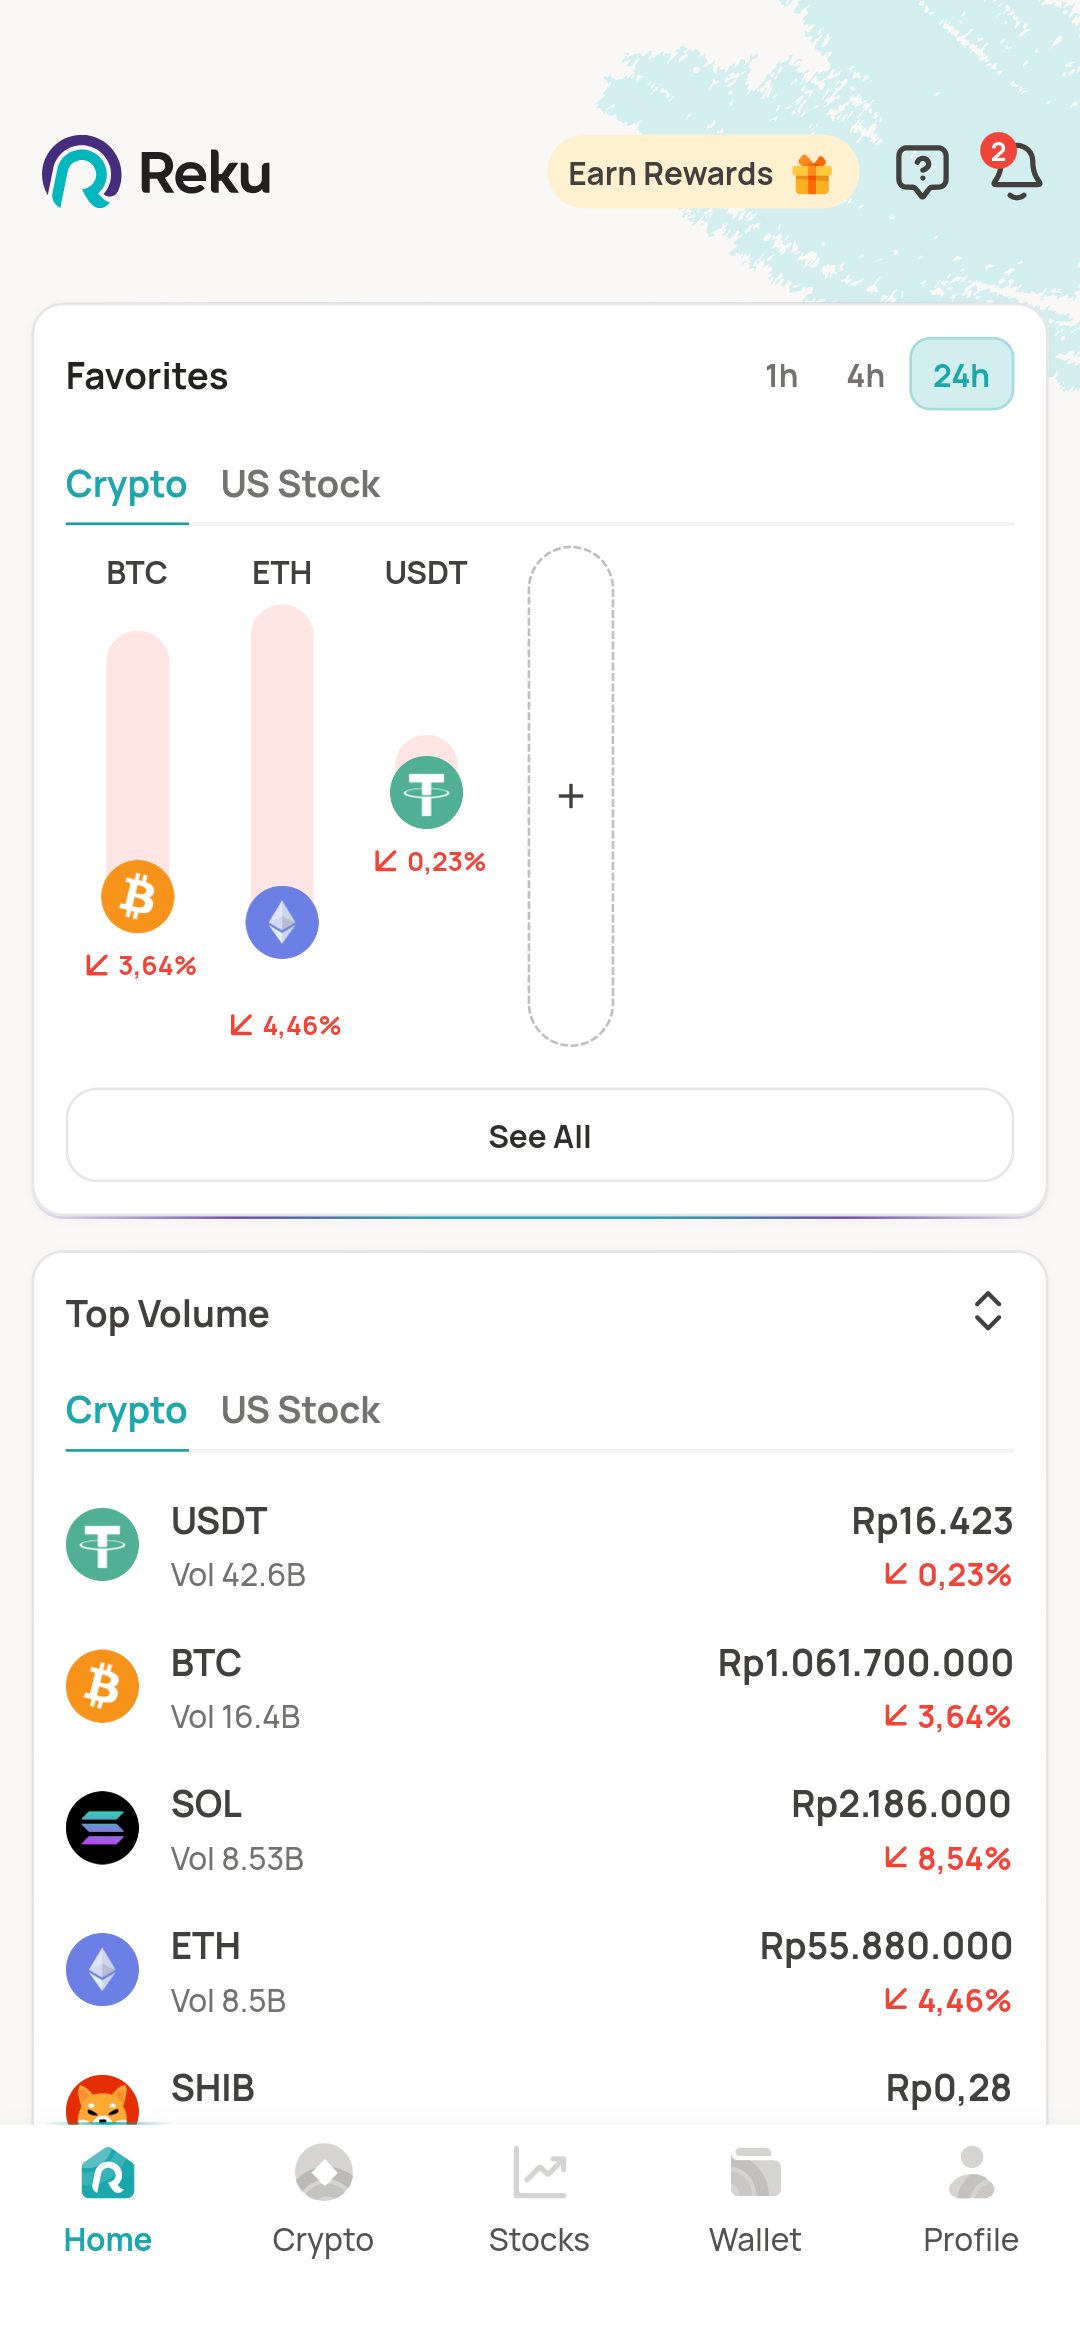 Reku
Earn Rewards
2
Favorites
1h 4h 24h
Crypto US Stock
BTC ETH USDT
0,23%
3,64%
4,46%
See All
Top Volume
Crypto US Stock
USDT Rp16.423
Vol 42.6B 0,23%
BTC Rp1.061.700.000
Vol 16.4B 3,64%
SOL Rp2.186.000
Vol 8.53B 8,54%
ETH Rp55.880.000
Vol 8.5B 4,46%
SHIB Rp0,28
Home Crypto Stocks Wallet Profile